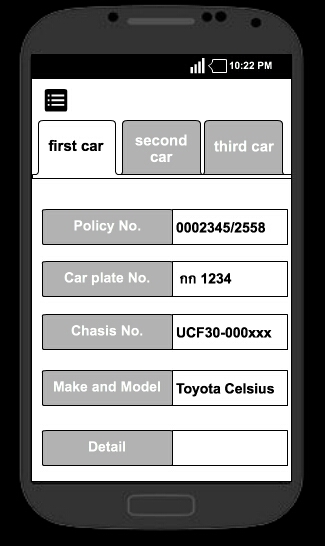 10:22 PM
first car
second
car
third car
Policy No.
0002345/2558
Car plate No.
กก 1234
Chasis No.
UCF30-000xxx
Make and Model
Toyota Celsius
Detail